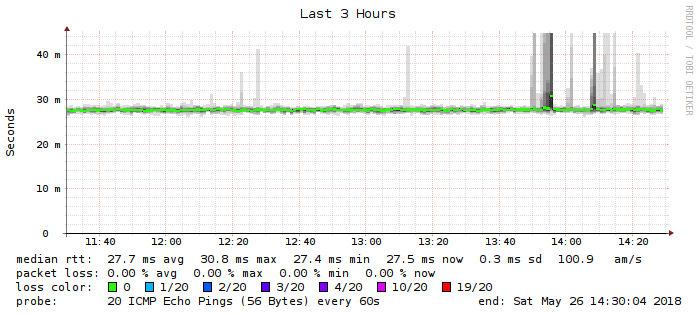 Last 3 Hours
RRDTOOL / TOBI OETIKER
Seconds
40 m
30 m
20 m
10 m
0
11:40 12:00 12:20 12:40 13:00 13:20 13:40 14:00 14:20
median rtt: 27.7 ms avg 30.8 ms max 27.4 ms min 27.5 ms now 0.3 ms sd 100.9 am/s
packet loss: 0.00 % avg 0.00 % max 0.00 % min 0.00 % now
loss color: 0 1/20 2/20 3/20 4/20 10/20 19/20
probe: 20 ICMP Echo Pings (56 Bytes) every 60s end: Sat May 26 14:30:04 2018